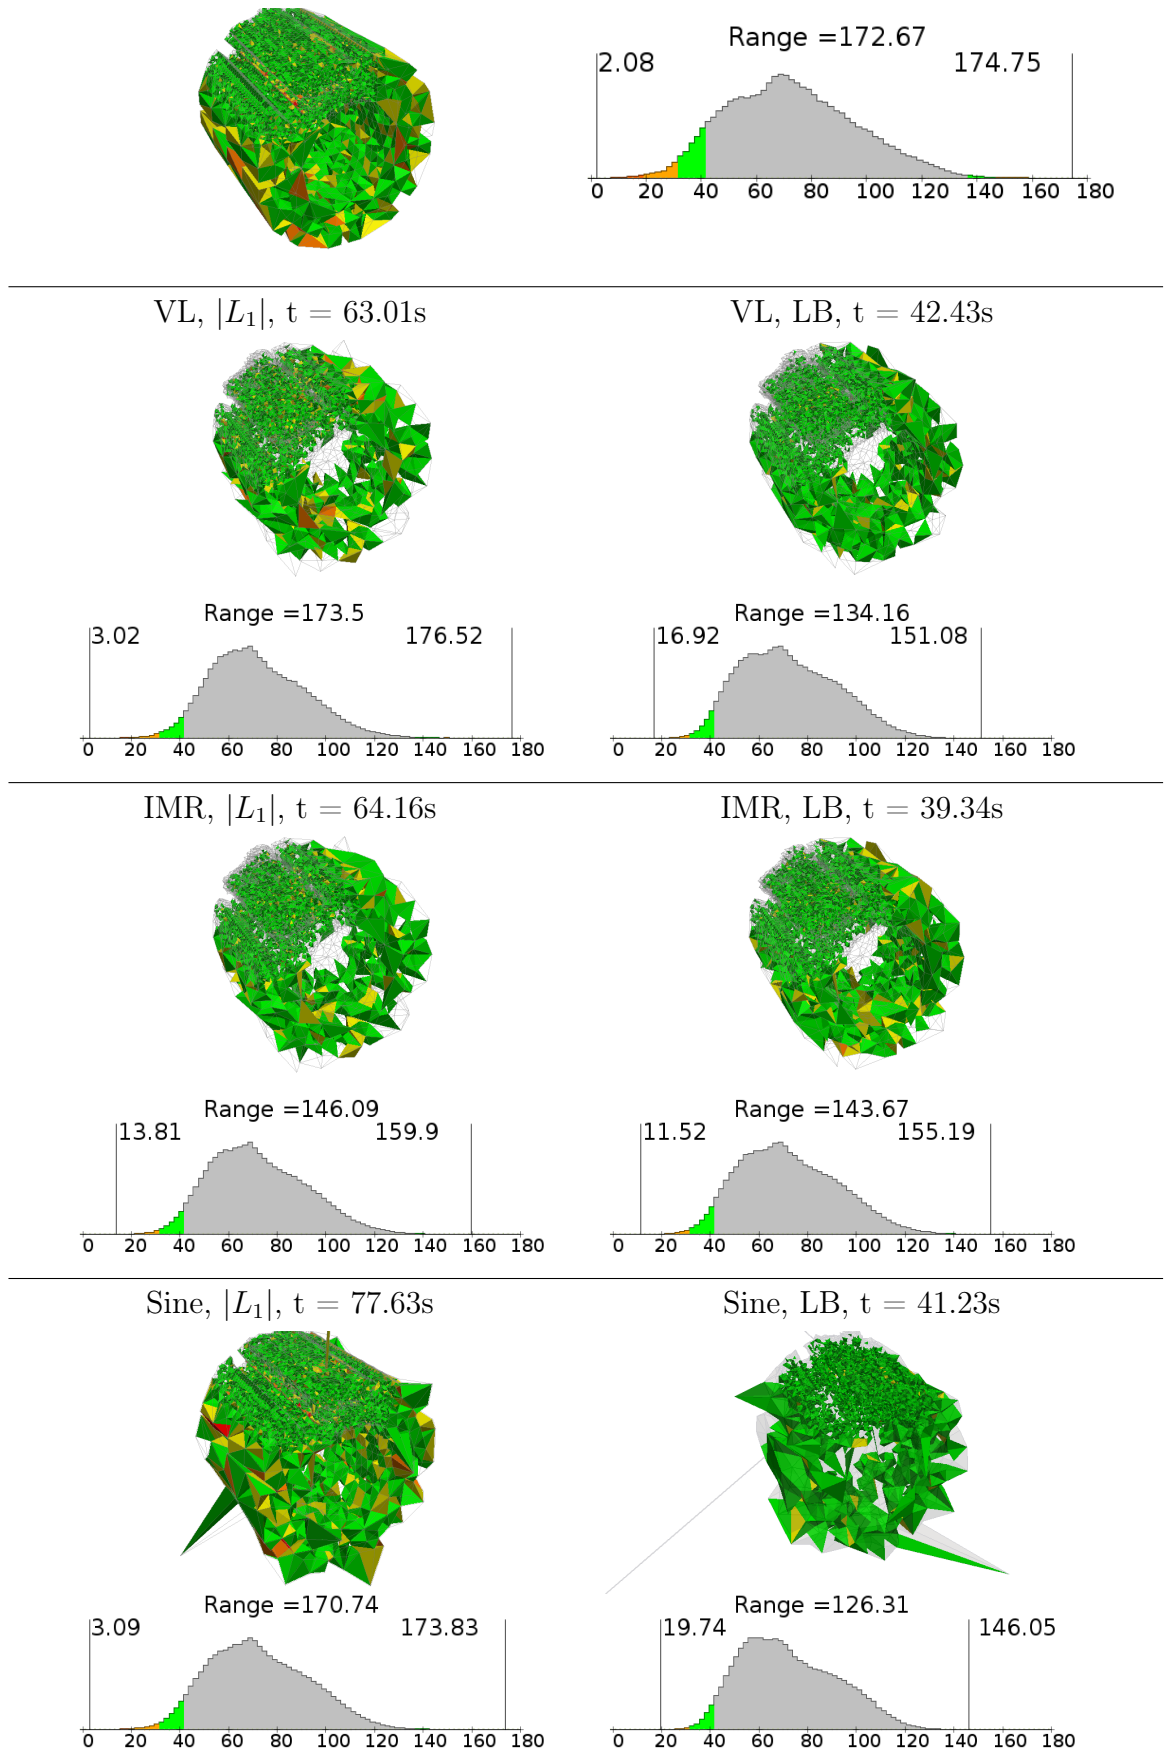 Range =172.67
2.08 174.75
0 20 40 60 80 100 120 140 160 180
VL, |L₁|, t = 63.01s
VL, LB, t = 42.43s
Range =173.5
3.02 176.52
0 20 40 60 80 100 120 140 160 180
Range =134.16
16.92 151.08
0 20 40 60 80 100 120 140 160 180
IMR, |L₁|, t = 64.16s
IMR, LB, t = 39.34s
Range =146.09
13.81 159.9
0 20 40 60 80 100 120 140 160 180
Range =143.67
11.52 155.19
0 20 40 60 80 100 120 140 160 180
Sine, |L₁|, t = 77.63s
Sine, LB, t = 41.23s
Range =170.74
3.09 173.83
0 20 40 60 80 100 120 140 160 180
Range =126.31
19.74 146.05
0 20 40 60 80 100 120 140 160 180